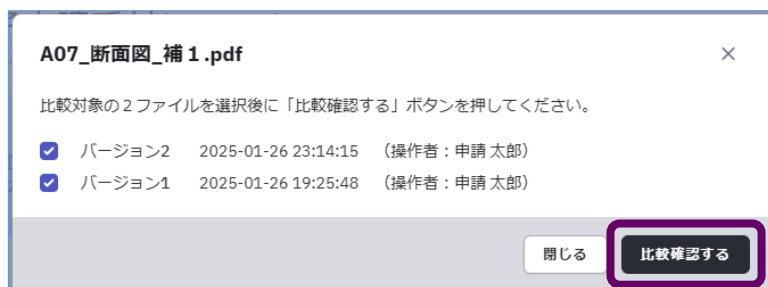 A07_断面図_補１.pdf
比較対象の２ファイルを選択後に「比較確認する」ボタンを押してください。
バージョン2 2025-01-26 23:14:15 （操作者：申請 太郎）
バージョン1 2025-01-26 19:25:48 （操作者：申請 太郎）
閉じる 比較確認する